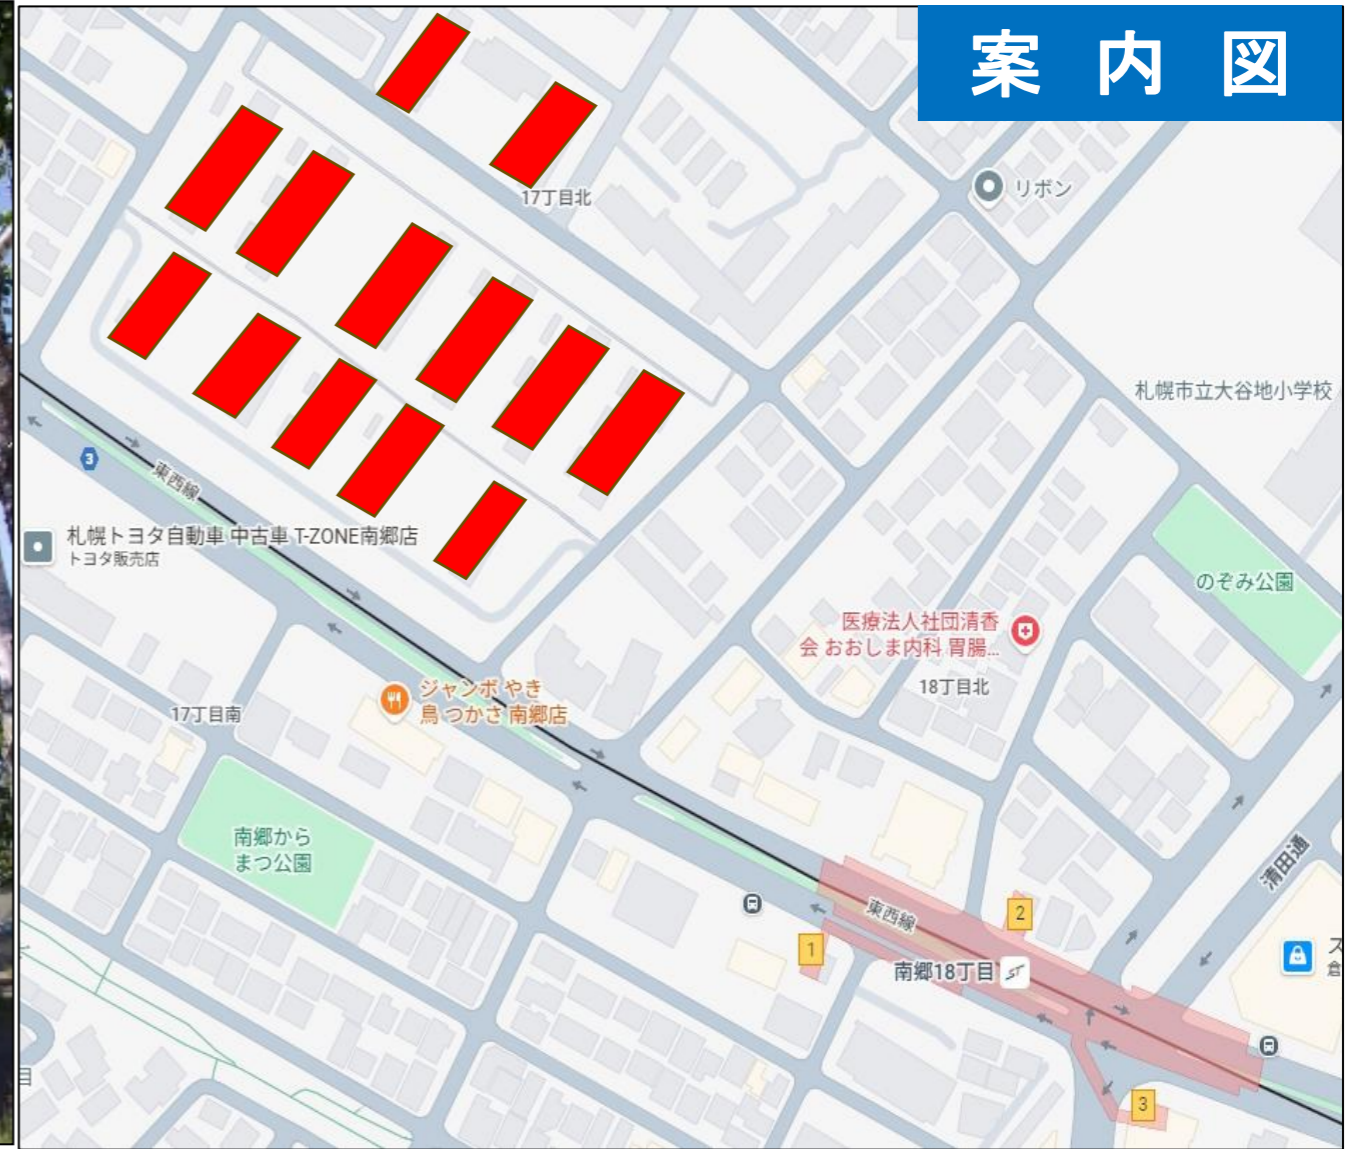 案内図
リボン
17丁目北
札幌市立大谷地小学校
3
東西線
札幌トヨタ自動車 中古車 T-ZONE南郷店
トヨタ販売店
のぞみ公園
医療法人社団清香
会 おおしま内科 胃腸...
18丁目北
ジャンボ やき
鳥 つかさ 南郷店
17丁目南
南郷から
まつ公園
清田通
東西線
2
1
南郷18丁目 ST
ス
倉
目
3